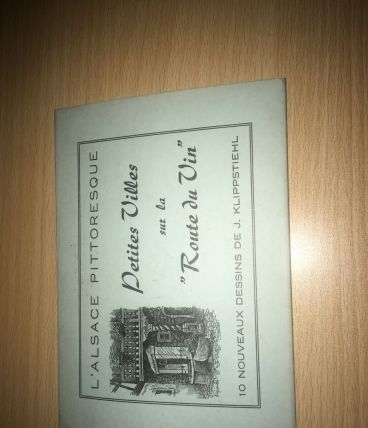 L'ALSACE PITTORESQUE
Petites Villes
sur la
"Route du Vin"
10 NOUVEAUX DESSINS DE J. KLIPPSTIEHL